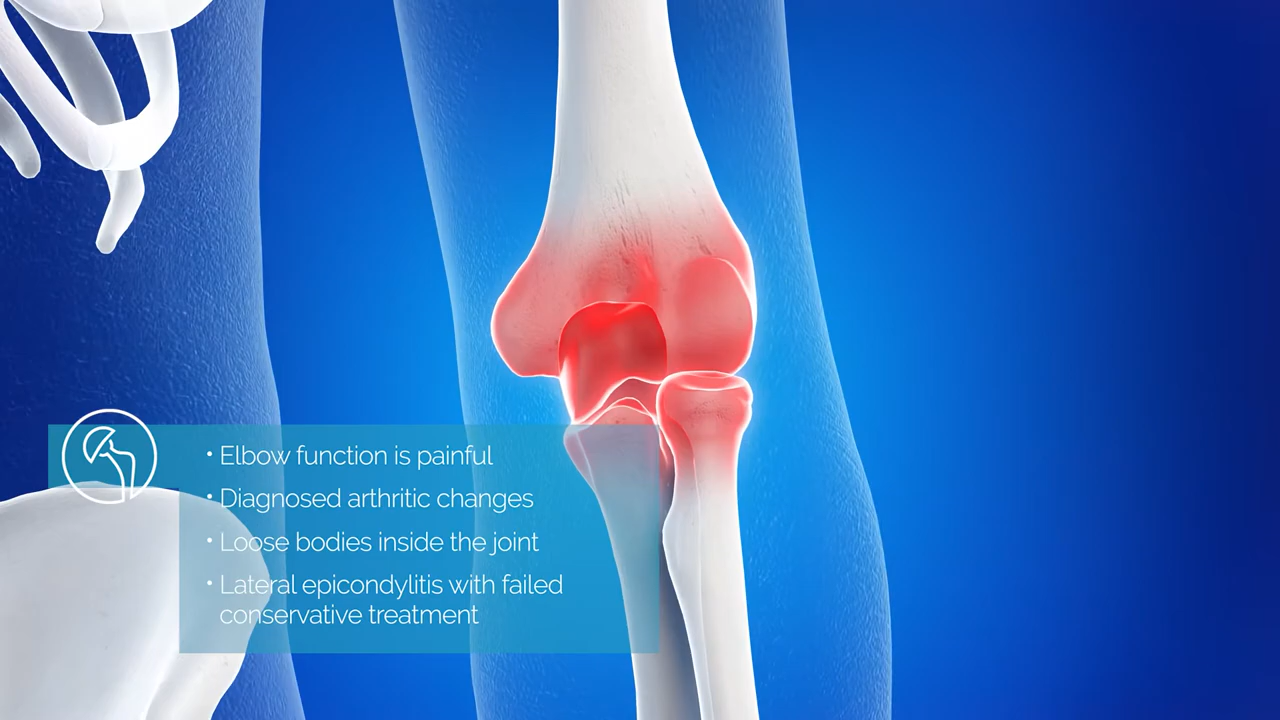 • Elbow function is painful
• Diagnosed arthritic changes
• Loose bodies inside the joint
• Lateral epicondylitis with failed
conservative treatment